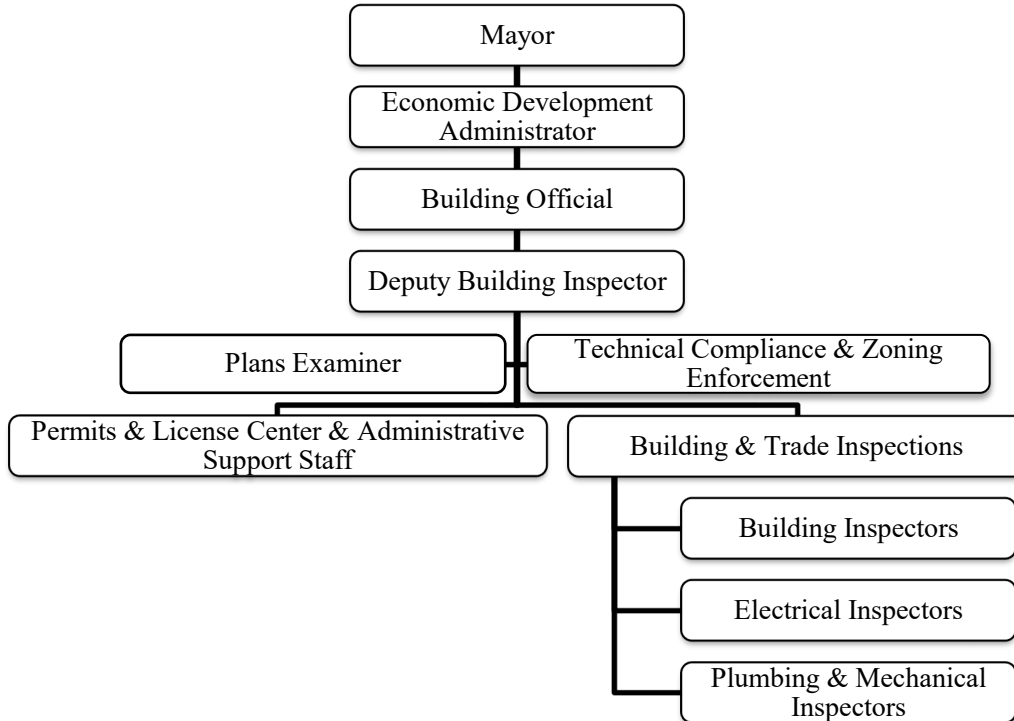 Mayor
Economic Development
Administrator
Building Official
Deputy Building Inspector
Plans Examiner
Technical Compliance & Zoning
Enforcement
Permits & License Center & Administrative
Support Staff
Building & Trade Inspections
Building Inspectors
Electrical Inspectors
Plumbing & Mechanical
Inspectors